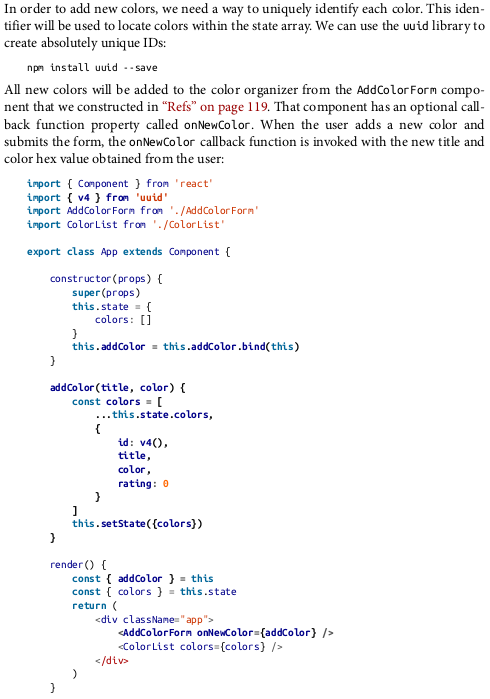 In order to add new colors, we need a way to uniquely identify each color. This iden-
tifier will be used to locate colors within the state array. We can use the uuid library to
create absolutely unique IDs:
npm install uuid --save
All new colors will be added to the color organizer from the AddColorForm compo-
nent that we constructed in “Refs” on page 119. That component has an optional call-
back function property called onNewColor. When the user adds a new color and
submits the form, the onNewColor callback function is invoked with the new title and
color hex value obtained from the user:
import { Component } from 'react'
import { v4 } from 'uuid'
import AddColorForm from './AddColorForm'
import ColorList from './ColorList'
export class App extends Component {
constructor(props) {
super(props)
this.state = {
colors: []
}
this.addColor = this.addColor.bind(this)
}
addColor(title, color) {
const colors = [
...this.state.colors,
{
id: v4(),
title,
color,
rating: 0
}
]
this.setState({colors})
}
render() {
const { addColor } = this
const { colors } = this.state
return (
<div className="app">
<AddColorForm onNewColor={addColor} />
<ColorList colors={colors} />
</div>
)
}